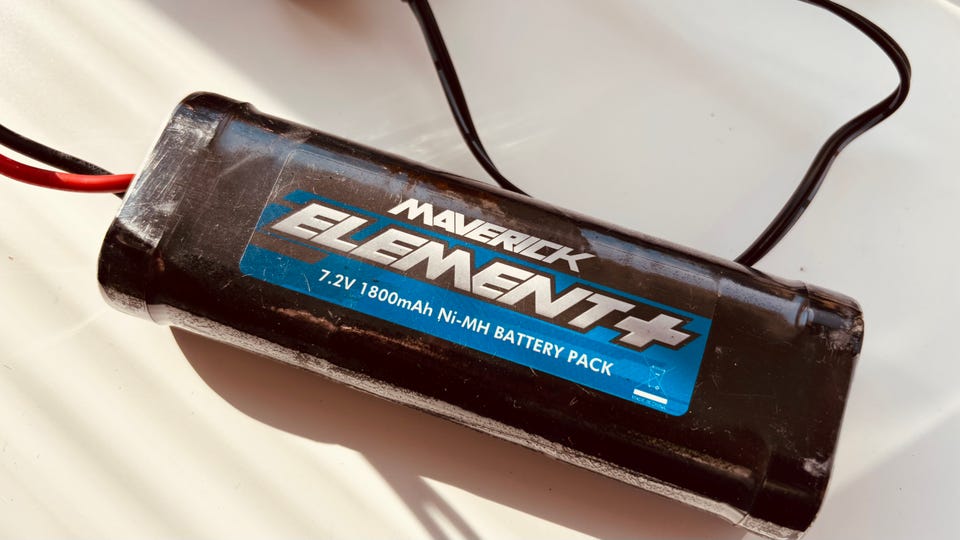 MAVERICK
ELEMENT+
7.2V 1800mAh Ni-MH BATTERY PACK